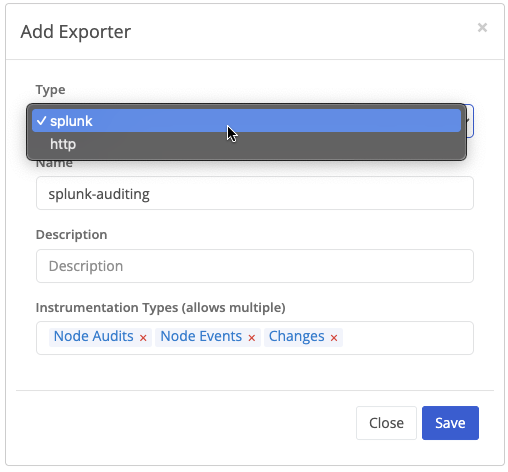 Add Exporter
×
Type
✓ splunk
http
Name
splunk-auditing
Description
Description
Instrumentation Types (allows multiple)
Node Audits × Node Events × Changes ×
Close Save